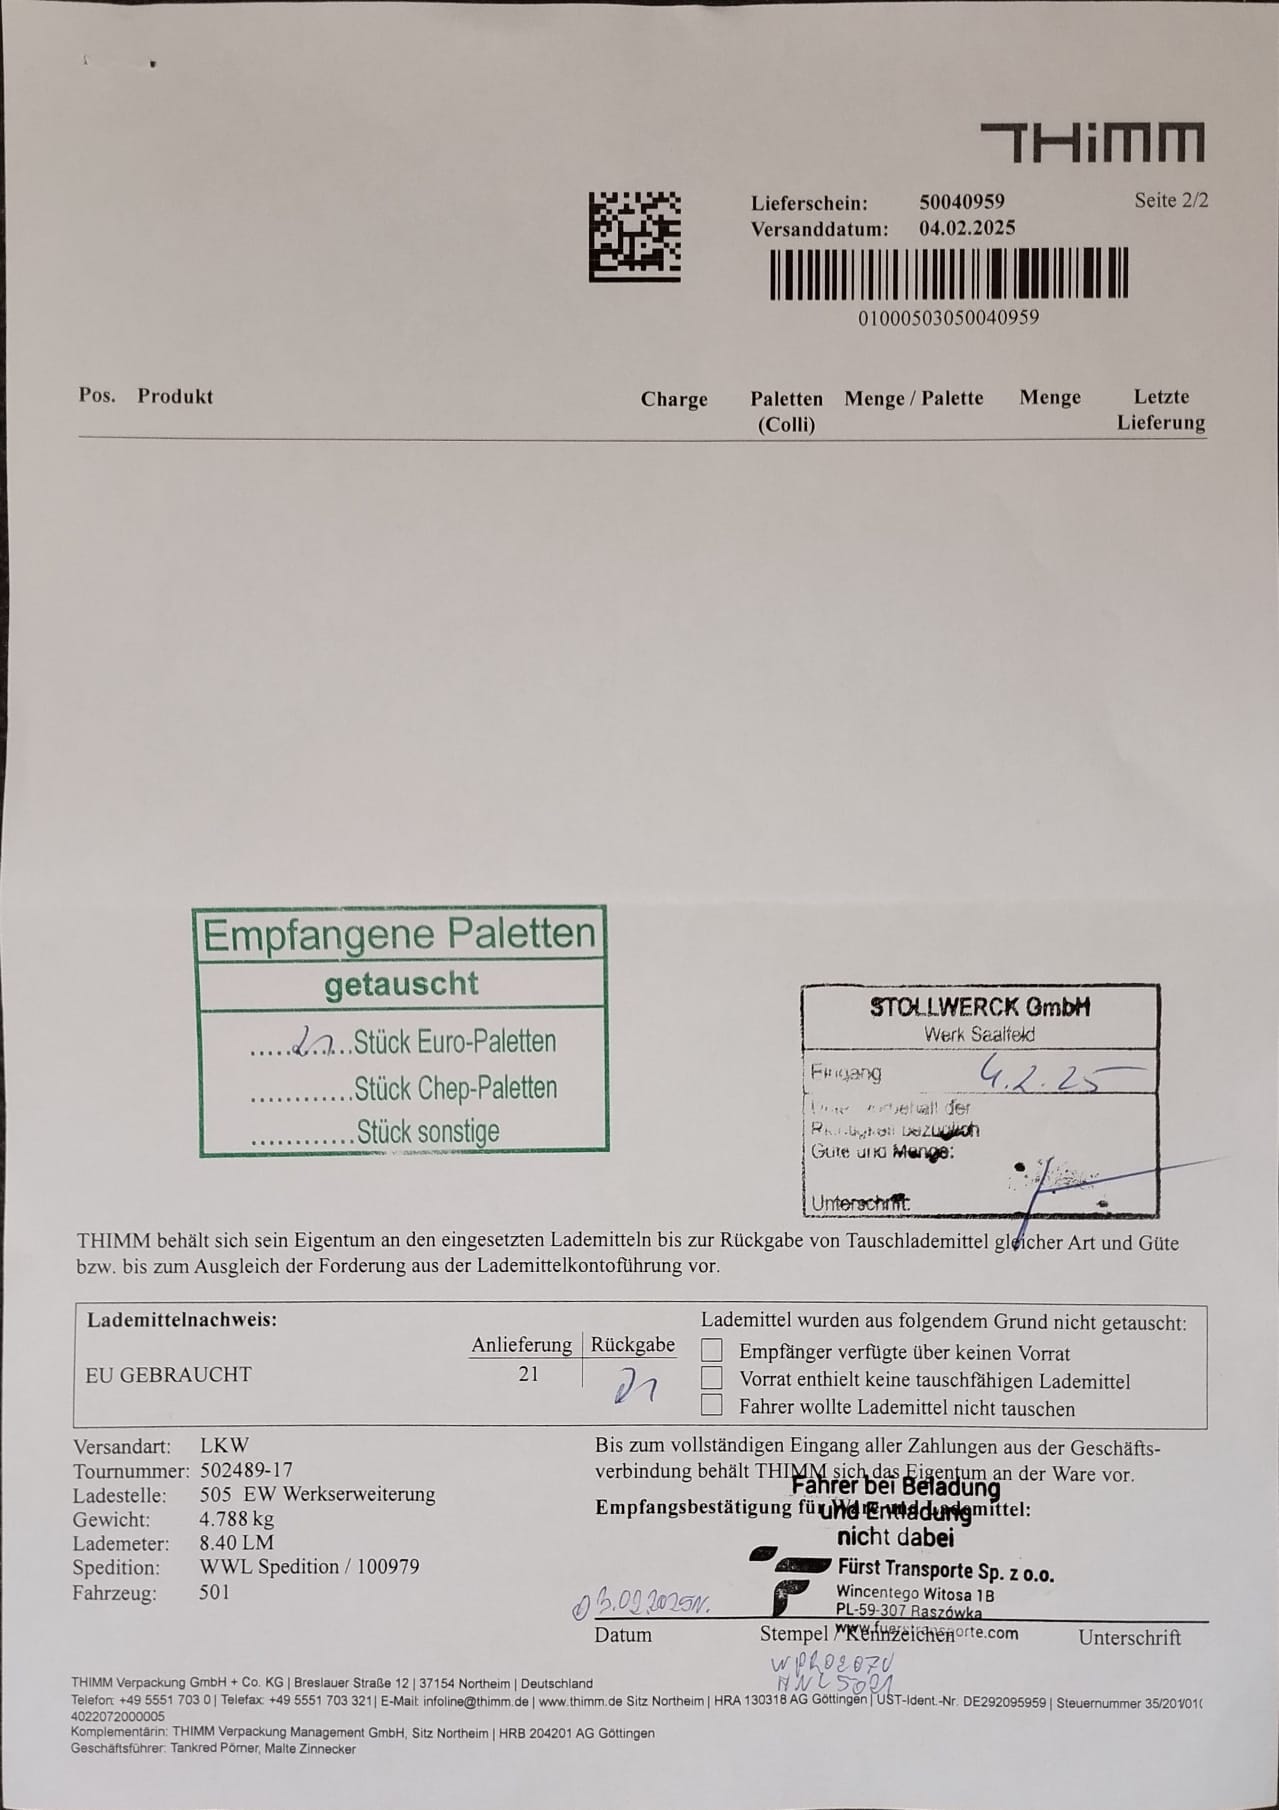 THIMM
Lieferschein: 50040959 Seite 2/2
Versanddatum: 04.02.2025
01000503050040959
Pos. Produkt Charge Paletten Menge / Palette Menge Letzte
(Colli) Lieferung
Empfangene Paletten
getauscht
.....21...Stück Euro-Paletten
............Stück Chep-Paletten
............Stück sonstige
STOLLWERCK GmbH
Werk Saalfeld
Eingang 4.2.25
der
bezüglich
Güte und Menge:
Unterschrift:
THIMM behält sich sein Eigentum an den eingesetzten Lademitteln bis zur Rückgabe von Tauschlademittel gleicher Art und Güte
bzw. bis zum Ausgleich der Forderung aus der Lademittelkontoführung vor.
Lademittelnachweis: Lademittel wurden aus folgendem Grund nicht getauscht:
Anlieferung Rückgabe
Empfänger verfügte über keinen Vorrat
EU GEBRAUCHT 21 21
Vorrat enthielt keine tauschfähigen Lademittel
Fahrer wollte Lademittel nicht tauschen
Versandart: LKW
Tournummer: 502489-17
Ladestelle: 505 EW Werkserweiterung
Gewicht: 4.788 kg
Lademeter: 8.40 LM
Spedition: WWL Spedition / 100979
Fahrzeug: 501
Bis zum vollständigen Eingang aller Zahlungen aus der Geschäfts-
verbindung behält THIMM sich das Eigentum an der Ware vor.
Empfangsbestätigung für
Fahrer bei Beladung
und Entladung
nicht dabei
Fürst Transporte Sp. z o.o.
Wincentego Witosa 1B
PL-59-307 Raszówka
03.02.2025
Datum Stempel / Kennzeichen Unterschrift
THIMM Verpackung GmbH + Co. KG | Breslauer Straße 12 | 37154 Northeim | Deutschland
Telefon: +49 5551 703 0 | Telefax: +49 5551 703 321 | E-Mail: infoline@thimm.de | www.thimm.de Sitz Northeim | HRA 130318 AG Göttingen | UST-Ident.-Nr. DE292095959 | Steuernummer
4022072000005
Komplementärin: THIMM Verpackung Management GmbH, Sitz Northeim | HRB 204201 AG Göttingen
Geschäftsführer: Tankred Pörner, Malte Zinnecker